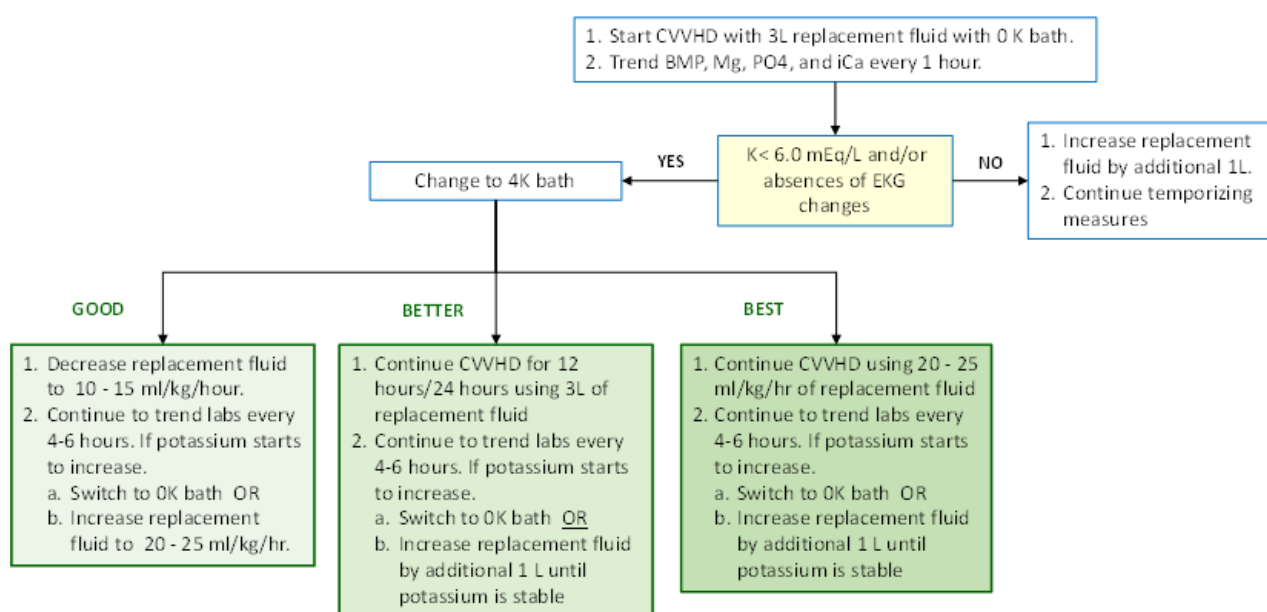 1. Start CVVHD with 3L replacement fluid with 0 K bath.
2. Trend BMP, Mg, PO4, and iCa every 1 hour.
K< 6.0 mEq/L and/or
absences of EKG
changes
YES
NO
Change to 4K bath
1. Increase replacement
fluid by additional 1L.
2. Continue temporizing
measures
GOOD
BETTER
BEST
1. Decrease replacement fluid
to 10 - 15 ml/kg/hour.
2. Continue to trend labs every
4-6 hours. If potassium starts
to increase.
a. Switch to 0K bath OR
b. Increase replacement
fluid to 20 - 25 ml/kg/hr.
1. Continue CVVHD for 12
hours/24 hours using 3L of
replacement fluid
2. Continue to trend labs every
4-6 hours. If potassium starts
to increase.
a. Switch to 0K bath OR
b. Increase replacement fluid
by additional 1 L until
potassium is stable
1. Continue CVVHD using 20 - 25
ml/kg/hr of replacement fluid
2. Continue to trend labs every
4-6 hours. If potassium starts
to increase.
a. Switch to 0K bath OR
b. Increase replacement fluid
by additional 1 L until
potassium is stable